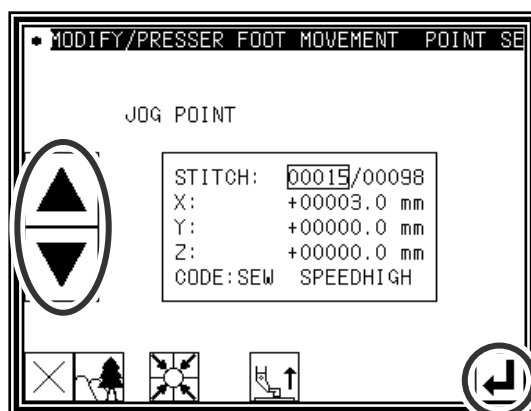 MODIFY/PRESSER FOOT MOVEMENT POINT SE
JOG POINT
STITCH: 00015/00098
X: +00003.0 mm
Y: +00000.0 mm
Z: +00000.0 mm
CODE:SEW SPEEDHIGH